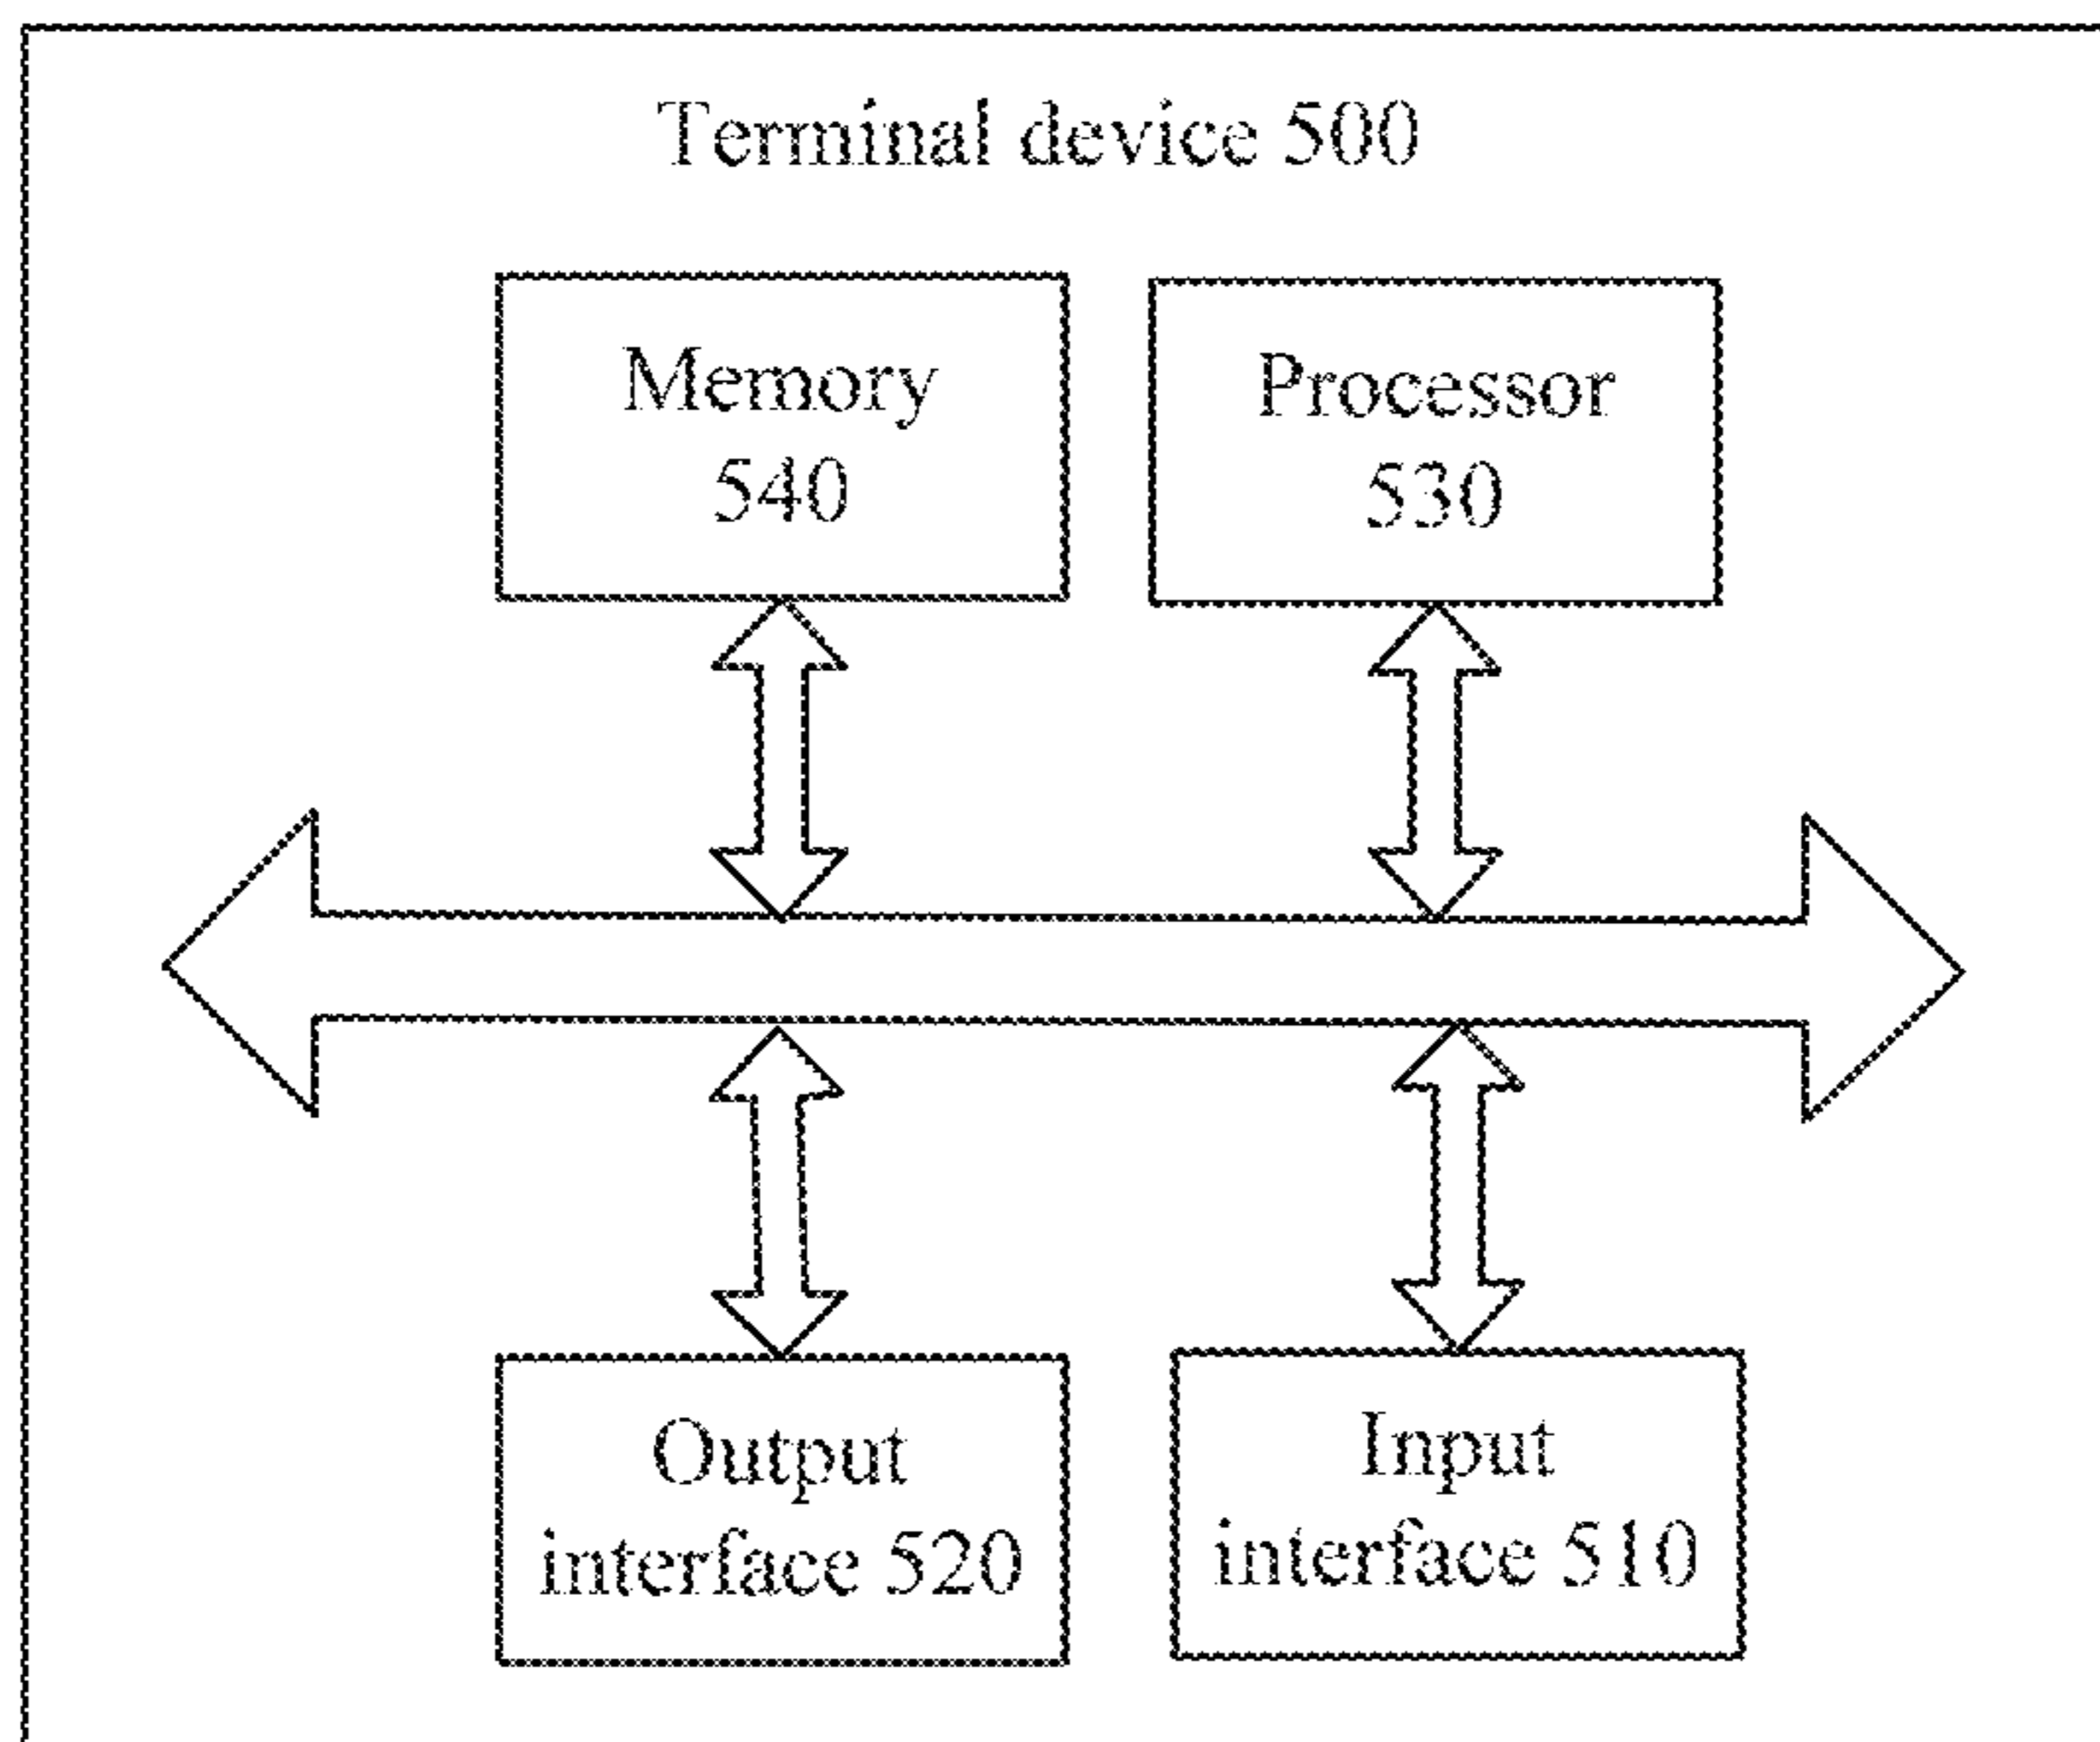 Terminal device 500
Memory
540
Processor
530
Output
interface 520
Input
interface 510